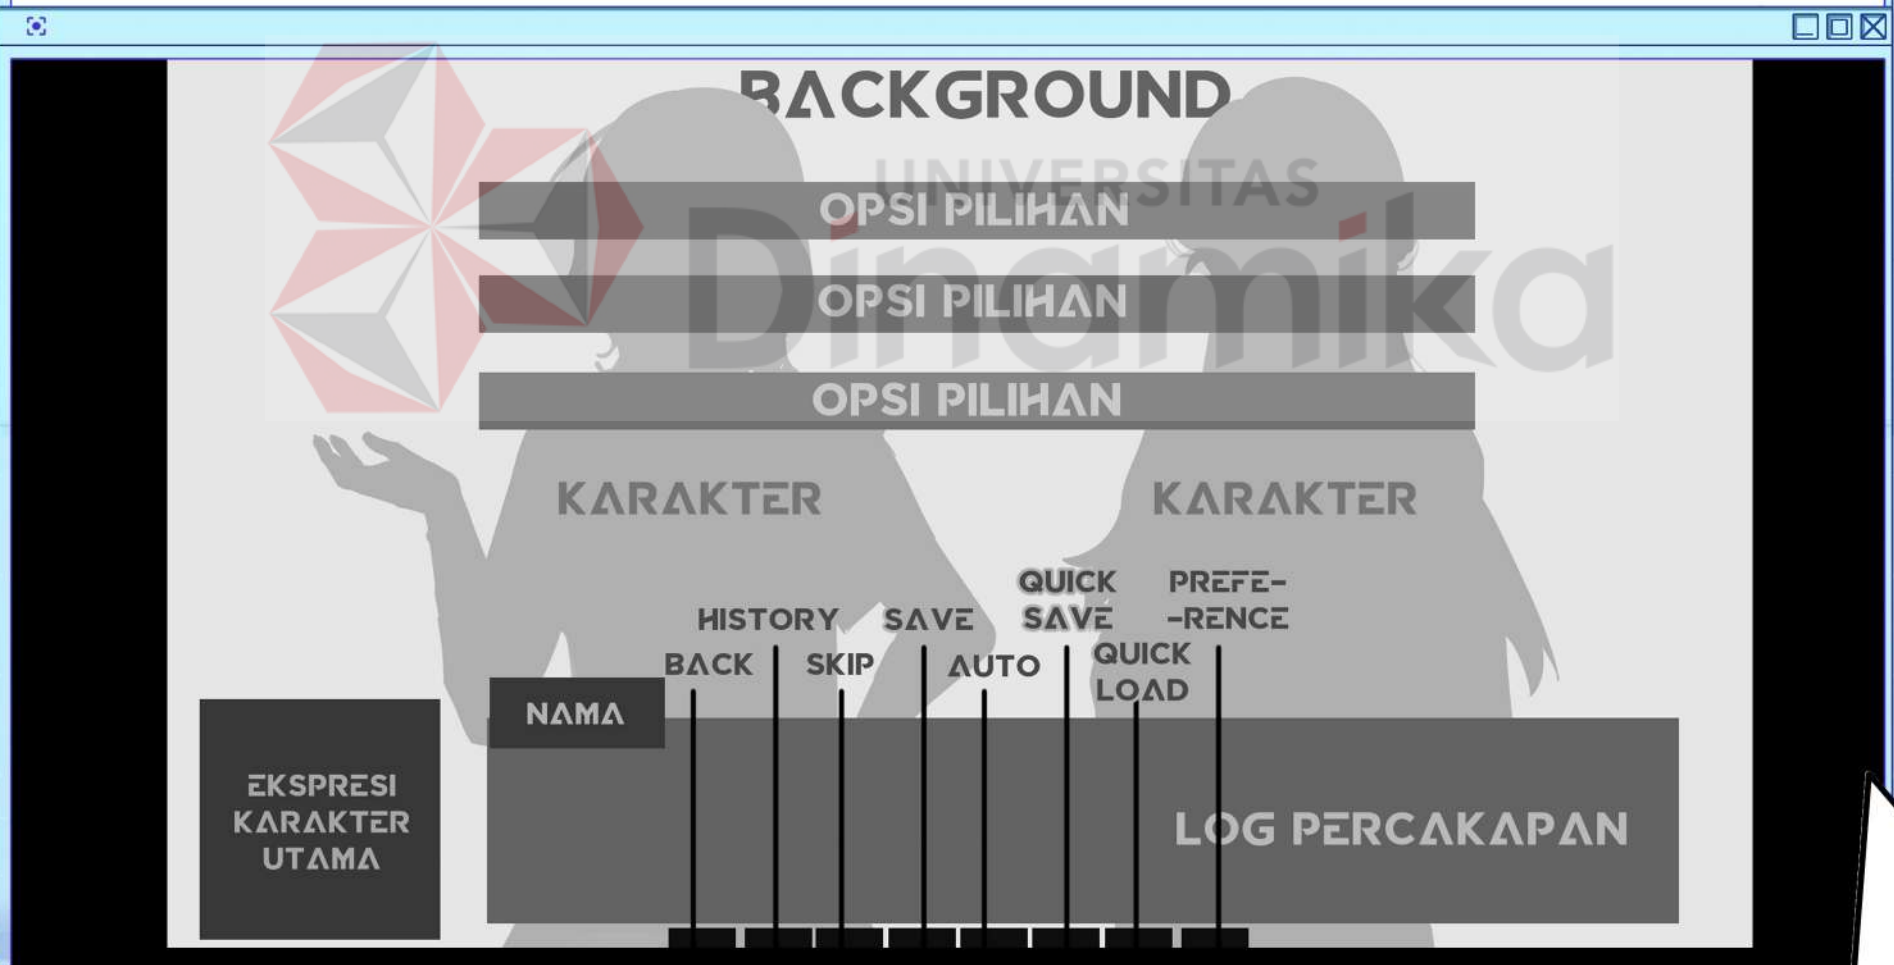 BACKGROUND
UNIVERSITAS
Dinamika
OPSI PILIHAN
OPSI PILIHAN
OPSI PILIHAN
KARAKTER
KARAKTER
HISTORY
SAVE
QUICK
SAVE
PREFE-
-RENCE
BACK
SKIP
AUTO
QUICK
LOAD
NAMA
EKSPRESI
KARAKTER
UTAMA
LOG PERCAKAPAN